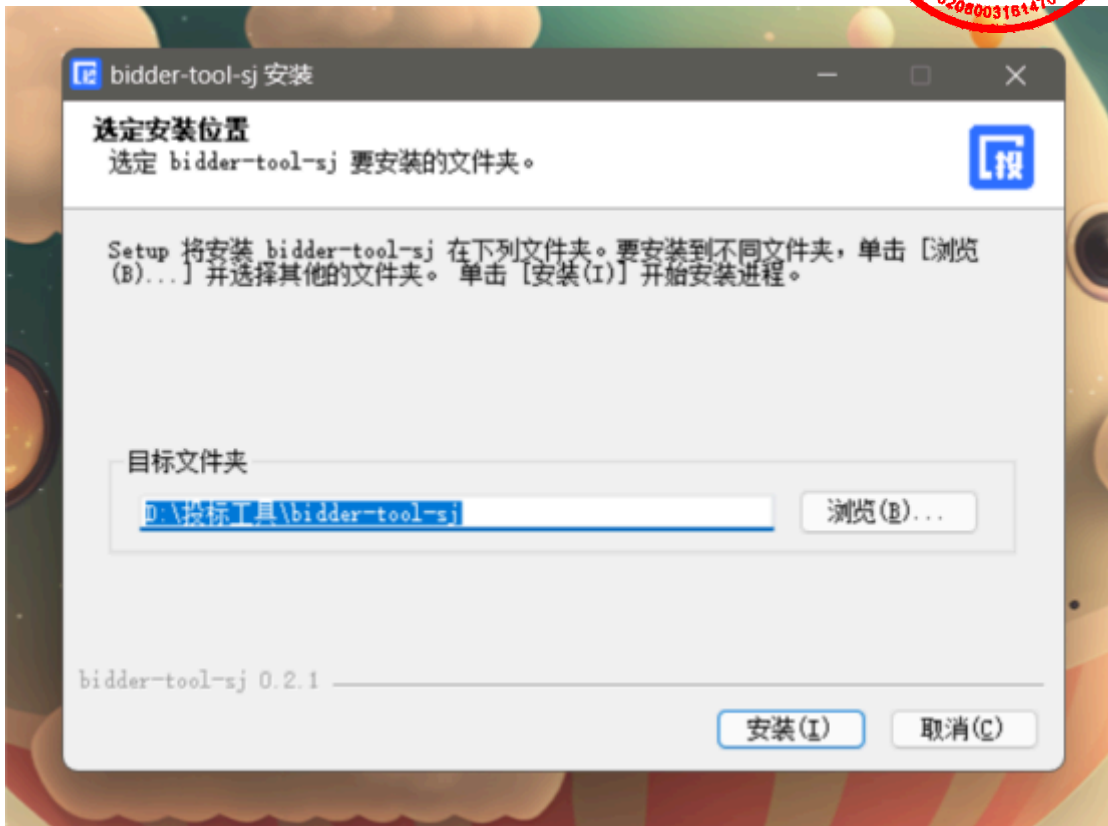 bidder-tool-sj 安装
选定安装位置
选定 bidder-tool-sj 要安装的文件夹。
投
Setup 将安装 bidder-tool-sj 在下列文件夹。要安装到不同文件夹，单击 [浏览
(B)...] 并选择其他的文件夹。 单击 [安装(I)] 开始安装进程。
目标文件夹
D:\投标工具\bidder-tool-sj
浏览(B)...
bidder-tool-sj 0.2.1
安装(I)
取消(C)